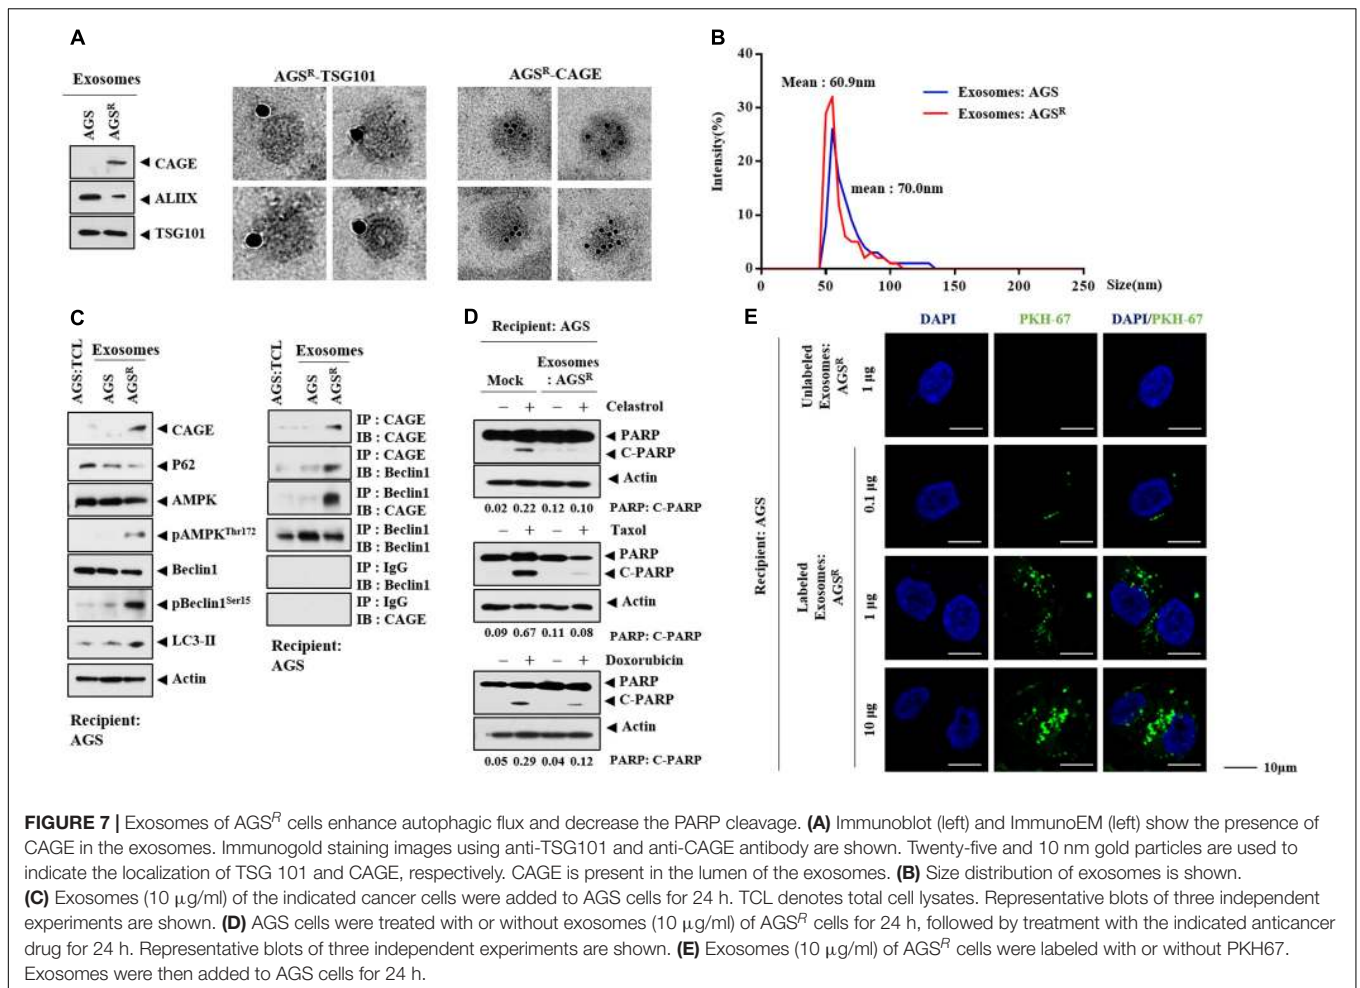 A
Exosomes
AGS
AGSᴿ
CAGE
ALIIX
TSG101
AGSᴿ-TSG101
AGSᴿ-CAGE
B
40
30
20
10
0
Intensity(%)
Mean : 60.9nm
mean : 70.0nm
Exosomes: AGS
Exosomes: AGSᴿ
0 50 100 150 200 250
Size(nm)
C
AGS:TCL
Exosomes
AGS
AGSᴿ
CAGE
P62
AMPK
pAMPKᵀʰʳ¹⁷²
Beclin1
pBeclin1ˢᵉʳ¹⁵
LC3-II
Actin
Recipient:
AGS
AGS:TCL
Exosomes
AGS
AGSᴿ
IP : CAGE
IB : CAGE
IP : CAGE
IB : Beclin1
IP : Beclin1
IB : CAGE
IP : Beclin1
IB : Beclin1
IP : IgG
IB : Beclin1
IP : IgG
IB : CAGE
Recipient:
AGS
D
Recipient: AGS
Mock
Exosomes
: AGSᴿ
– + – + Celastrol
PARP
C-PARP
Actin
0.02 0.22 0.12 0.10 PARP: C-PARP
– + – + Taxol
PARP
C-PARP
Actin
0.09 0.67 0.11 0.08 PARP: C-PARP
– + – + Doxorubicin
PARP
C-PARP
Actin
0.05 0.29 0.04 0.12 PARP: C-PARP
E
DAPI PKH-67 DAPI/PKH-67
Recipient: AGS
Unlabeled
Exosomes:
AGSᴿ
1 µg
Labeled
Exosomes:
AGSᴿ
0.1 µg
1 µg
10 µg
10µm
FIGURE 7 | Exosomes of AGSᴿ cells enhance autophagic flux and decrease the PARP cleavage. (A) Immunoblot (left) and ImmunoEM (left) show the presence of
CAGE in the exosomes. Immunogold staining images using anti-TSG101 and anti-CAGE antibody are shown. Twenty-five and 10 nm gold particles are used to
indicate the localization of TSG 101 and CAGE, respectively. CAGE is present in the lumen of the exosomes. (B) Size distribution of exosomes is shown.
(C) Exosomes (10 µg/ml) of the indicated cancer cells were added to AGS cells for 24 h. TCL denotes total cell lysates. Representative blots of three independent
experiments are shown. (D) AGS cells were treated with or without exosomes (10 µg/ml) of AGSᴿ cells for 24 h, followed by treatment with the indicated anticancer
drug for 24 h. Representative blots of three independent experiments are shown. (E) Exosomes (10 µg/ml) of AGSᴿ cells were labeled with or without PKH67.
Exosomes were then added to AGS cells for 24 h.